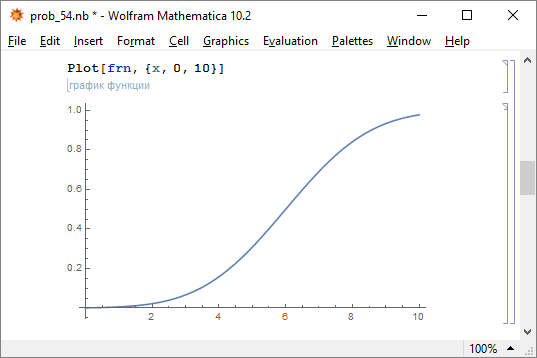 prob_54.nb * - Wolfram Mathematica 10.2
File Edit Insert Format Cell Graphics Evaluation Palettes Window Help
Plot[frn, {x, 0, 10}]
график функции
1.0
0.8
0.6
0.4
0.2
2 4 6 8 10
100%